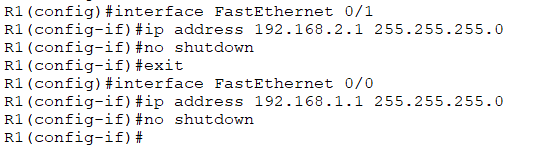 R1(config)#interface FastEthernet 0/1
R1(config-if)#ip address 192.168.2.1 255.255.255.0
R1(config-if)#no shutdown
R1(config-if)#exit
R1(config)#interface FastEthernet 0/0
R1(config-if)#ip address 192.168.1.1 255.255.255.0
R1(config-if)#no shutdown
R1(config-if)#